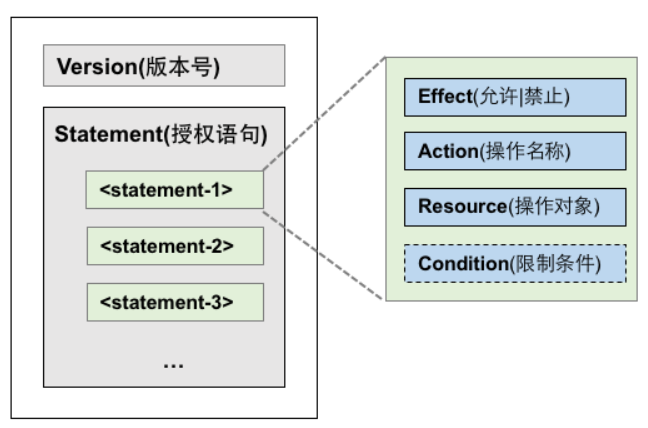 Version(版本号)
Statement(授权语句)
<statement-1>
<statement-2>
<statement-3>
...
Effect(允许|禁止)
Action(操作名称)
Resource(操作对象)
Condition(限制条件)